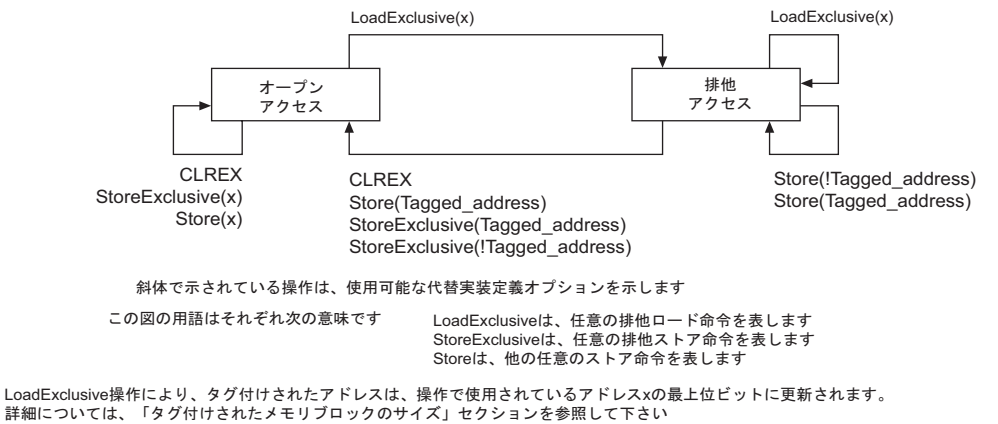 LoadExclusive(x)
LoadExclusive(x)
オープン
アクセス
排他
アクセス
CLREX
StoreExclusive(x)
Store(x)
CLREX
Store(Tagged_address)
StoreExclusive(Tagged_address)
StoreExclusive(!Tagged_address)
Store(!Tagged_address)
Store(Tagged_address)
斜体で示されている操作は、使用可能な代替実装定義オプションを示します
この図の用語はそれぞれ次の意味です
LoadExclusiveは、任意の排他ロード命令を表します
StoreExclusiveは、任意の排他ストア命令を表します
Storeは、他の任意のストア命令を表します
LoadExclusive操作により、タグ付けされたアドレスは、操作で使用されているアドレスxの最上位ビットに更新されます。
詳細については、「タグ付けされたメモリブロックのサイズ」セクションを参照して下さい